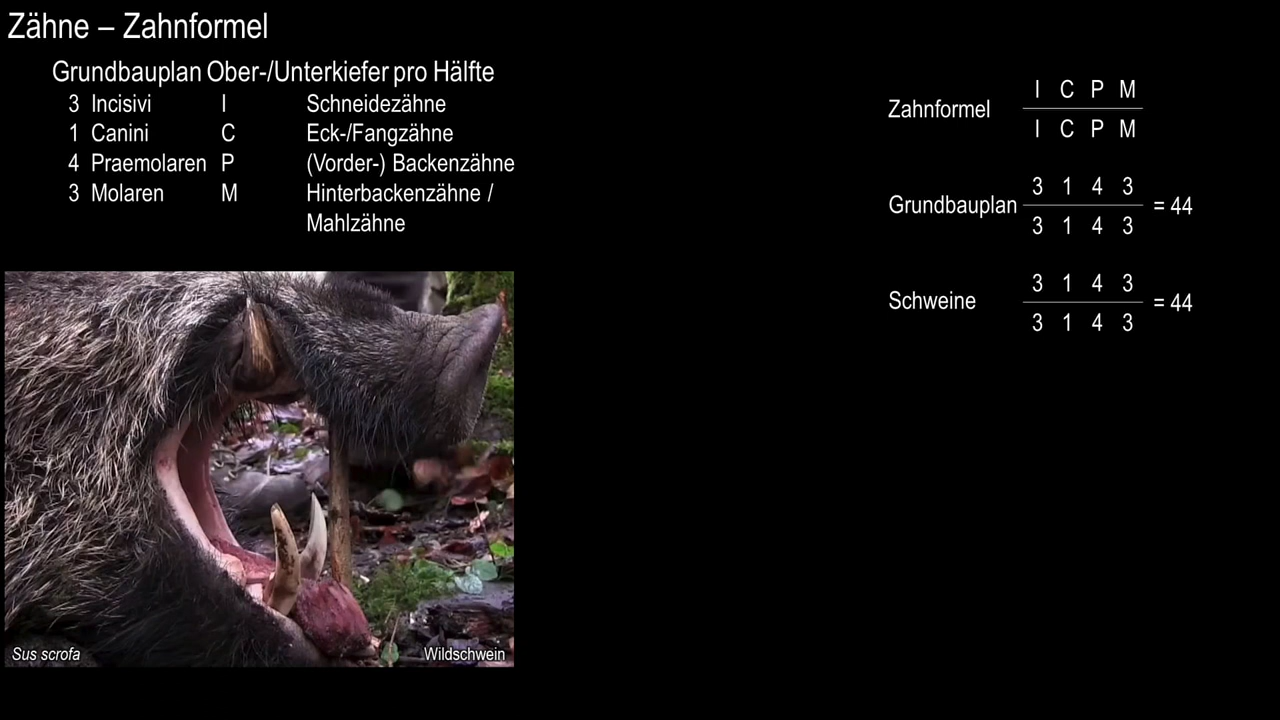 Zähne – Zahnformel
Grundbauplan Ober-/Unterkiefer pro Hälfte
3 Incisivi I Schneidezähne
1 Canini C Eck-/Fangzähne
4 Praemolaren P (Vorder-) Backenzähne
3 Molaren M Hinterbackenzähne /
Mahlzähne
I C P M
Zahnformel
I C P M
3 1 4 3
Grundbauplan = 44
3 1 4 3
3 1 4 3
Schweine = 44
3 1 4 3
Sus scrofa
Wildschwein